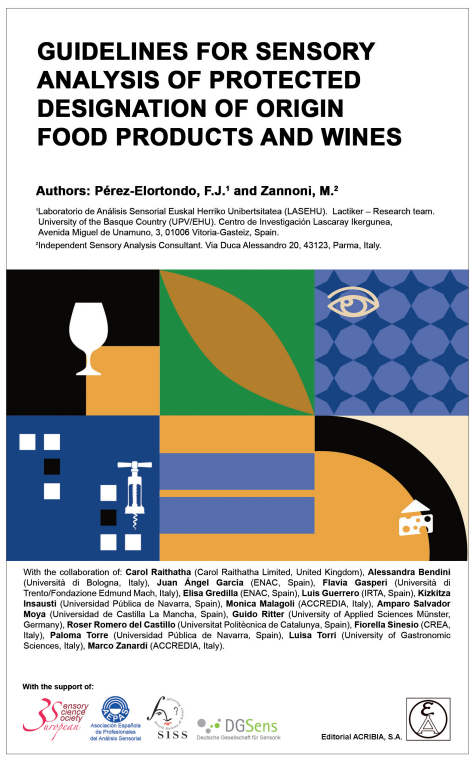 GUIDELINES FOR SENSORY
ANALYSIS OF PROTECTED
DESIGNATION OF ORIGIN
FOOD PRODUCTS AND WINES
Authors: Pérez-Elortondo, F.J.¹ and Zannoni, M.²
¹Laboratorio de Análisis Sensorial Euskal Herriko Unibertsitatea (LASEHU). Lactiker – Research team.
University of the Basque Country (UPV/EHU). Centro de Investigación Lascaray Ikergunea,
Avenida Miguel de Unamuno, 3, 01006 Vitoria-Gasteiz, Spain.
²Independent Sensory Analysis Consultant. Via Duca Alessandro 20, 43123, Parma, Italy.
With the collaboration of: Carol Raithatha (Carol Raithatha Limited, United Kingdom), Alessandra Bendini
(Università di Bologna, Italy), Juan Ángel García (ENAC, Spain), Flavia Gasperi (Università di
Trento/Fondazione Edmund Mach, Italy), Elisa Gredilla (ENAC, Spain), Luis Guerrero (IRTA, Spain), Kizkitza
Insausti (Universidad Pública de Navarra, Spain), Monica Malagoli (ACCREDIA, Italy), Amparo Salvador
Moya (Universidad de Castilla La Mancha, Spain), Guido Ritter (University of Applied Sciences Münster,
Germany), Roser Romero del Castillo (Universitat Politècnica de Catalunya, Spain), Fiorella Sinesio (CREA,
Italy), Paloma Torre (Universidad Pública de Navarra, Spain), Luisa Torri (University of Gastronomic
Sciences, Italy), Marco Zanardi (ACCREDIA, Italy).
With the support of:
European Sensory Science Society
AEPAS
Asociación Española
de Profesionales
del Análisis Sensorial
SISS
DGSens
Deutsche Gesellschaft für Sensorik
Editorial ACRIBIA, S.A.